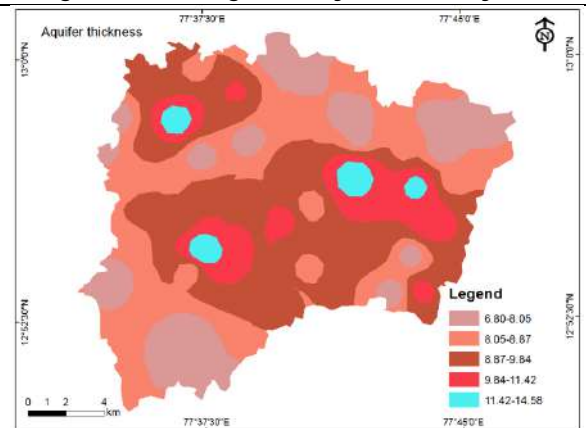 77°37'30"E 77°45'0"E
Aquifer thickness
N
13°0'0"N 13°0'0"N
Legend
6.80-8.05
8.05-8.87
8.87-9.84
9.84-11.42
11.42-14.58
12°52'30"N 12°52'30"N
0 1 2 4
km
77°37'30"E 77°45'0"E